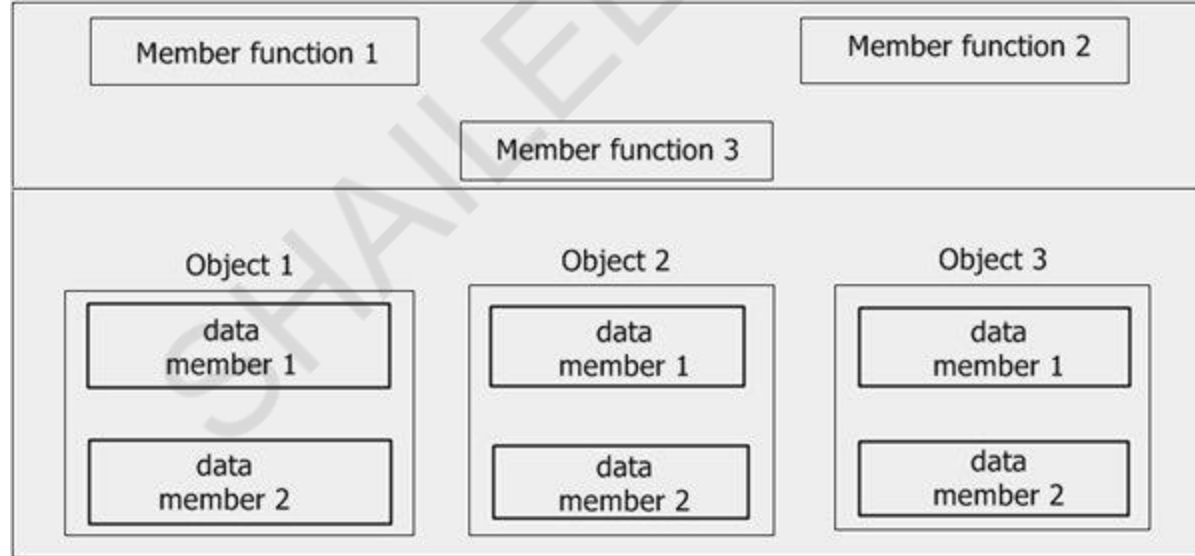 Member function 1
Member function 2
Member function 3
Object 1
Object 2
Object 3
data
member 1
data
member 1
data
member 1
data
member 2
data
member 2
data
member 2